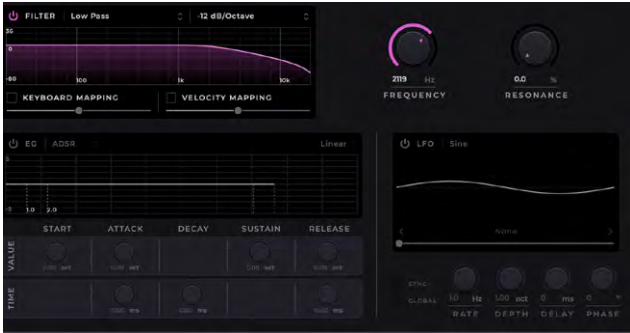 FILTER Low Pass -12 dB/Octave
36
0
-80 100 1k 10k
KEYBOARD MAPPING VELOCITY MAPPING
2119 Hz 0.0 %
FREQUENCY RESONANCE
EG ADSR Linear
1.0 2.0
START ATTACK DECAY SUSTAIN RELEASE
VALUE
TIME
LFO Sine
None
SYNC
GLOBAL
1.0 Hz 1.00 oct 0 ms 0 °
RATE DEPTH DELAY PHASE